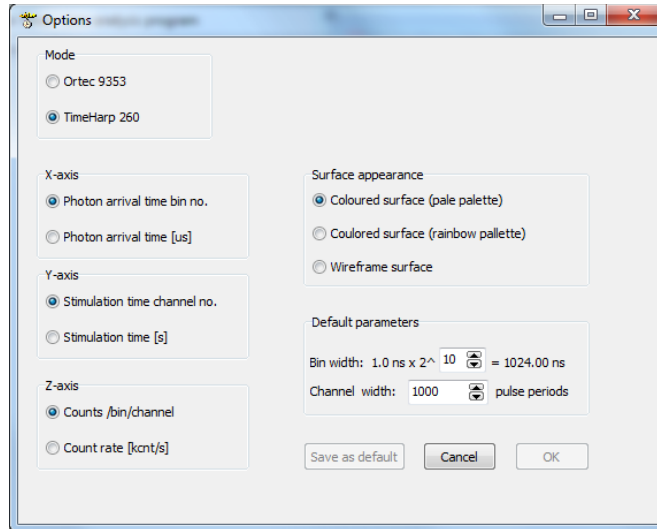 Options
Mode
Ortec 9353
TimeHarp 260
X-axis
Photon arrival time bin no.
Photon arrival time [us]
Y-axis
Stimulation time channel no.
Stimulation time [s]
Z-axis
Counts /bin/channel
Count rate [kcnt/s]
Surface appearance
Coloured surface (pale palette)
Coulored surface (rainbow pallette)
Wireframe surface
Default parameters
Bin width: 1.0 ns x 2^ 10 = 1024.00 ns
Channel width: 1000 pulse periods
Save as default Cancel OK